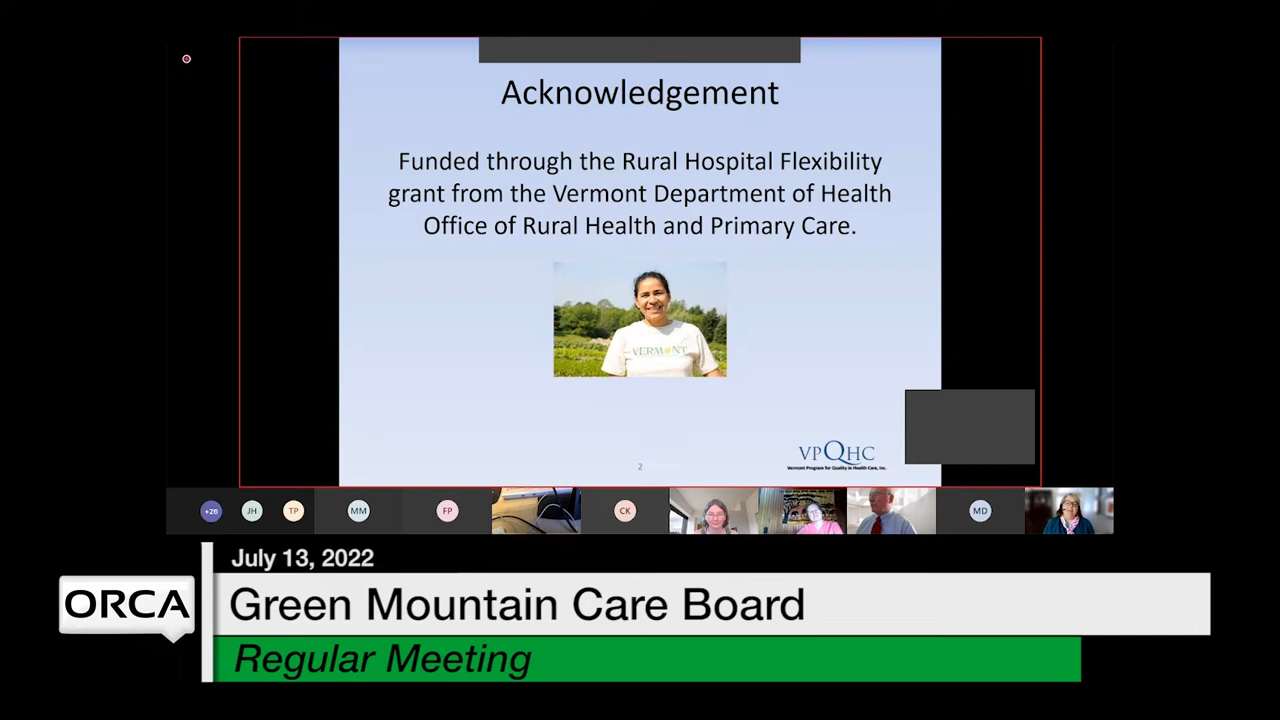 Acknowledgement
Funded through the Rural Hospital Flexibility
grant from the Vermont Department of Health
Office of Rural Health and Primary Care.
VERMONT
2
VPQHC
Vermont Program for Quality in Health Care, Inc.
+26
JH
TP
MM
FP
CK
MD
July 13, 2022
ORCA
Green Mountain Care Board
Regular Meeting